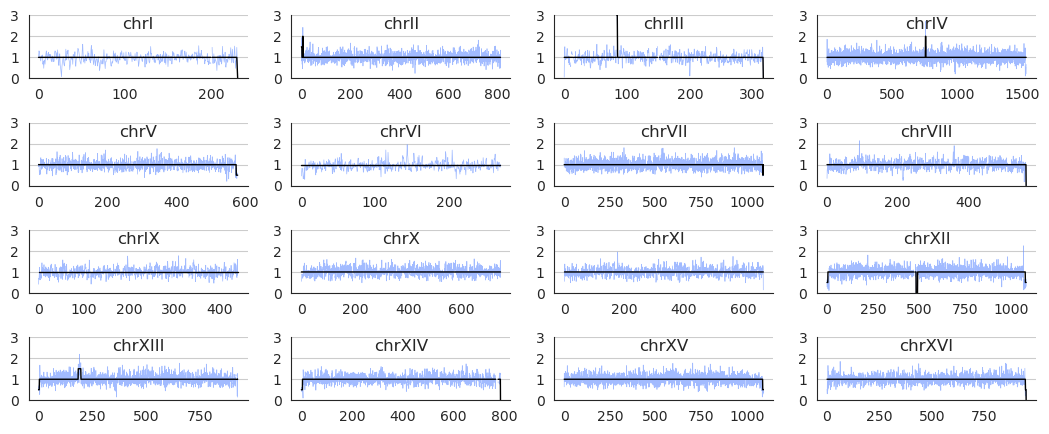 chrI chrII chrIII chrIV
3 3 3 3
2 2 2 2
1 1 1 1
0 0 0 0
0 100 200 0 200 400 600 800 0 100 200 300 0 500 1000 1500
chrV chrVI chrVII chrVIII
3 3 3 3
2 2 2 2
1 1 1 1
0 0 0 0
0 200 400 600 0 100 200 0 250 500 750 1000 0 200 400
chrIX chrX chrXI chrXII
3 3 3 3
2 2 2 2
1 1 1 1
0 0 0 0
0 100 200 300 400 0 200 400 600 0 200 400 600 0 250 500 750 1000
chrXIII chrXIV chrXV chrXVI
3 3 3 3
2 2 2 2
1 1 1 1
0 0 0 0
0 250 500 750 0 200 400 600 800 0 250 500 750 1000 0 250 500 750